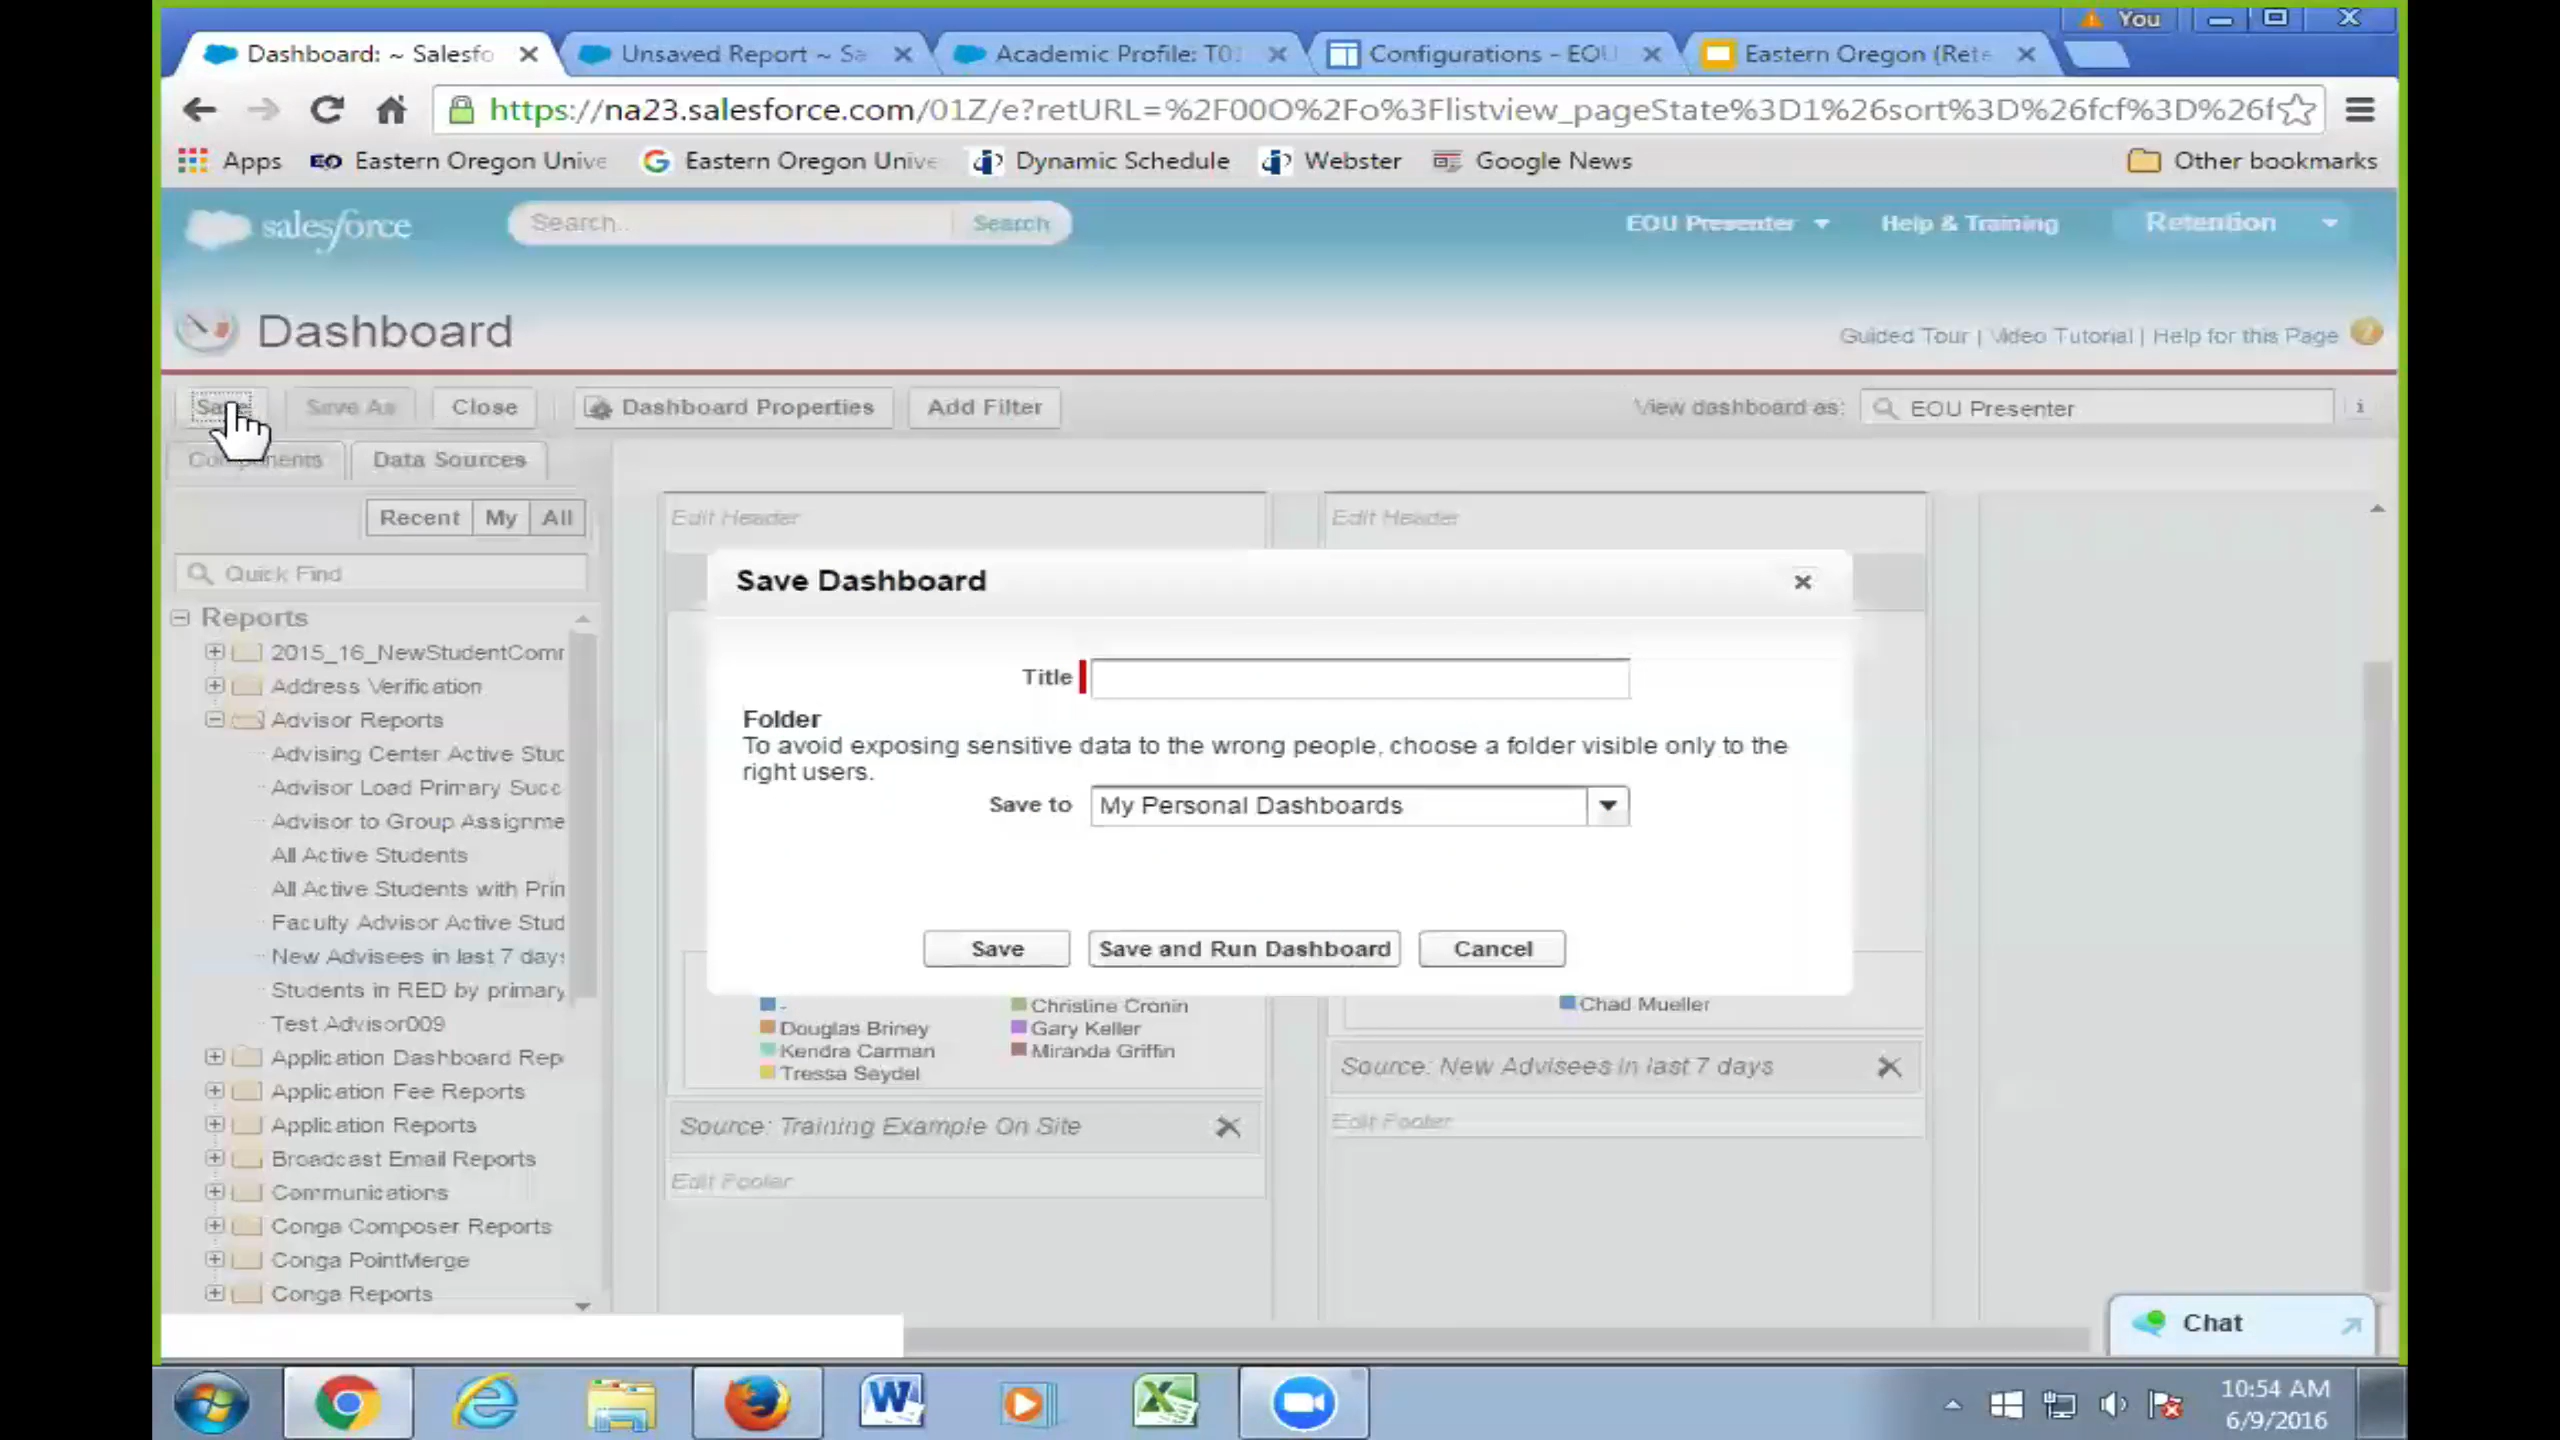 You
Dashboard: ~ Salesfo
Unsaved Report ~ Sa
Academic Profile: T01
Configurations - EOU
Eastern Oregon (Rete
https://na23.salesforce.com/01Z/e?retURL=%2F00O%2Fo%3Flistview_pageState%3D1%26sort%3D%26fcf%3D%26f
Apps
Eastern Oregon Unive
Eastern Oregon Unive
Dynamic Schedule
Webster
Google News
Other bookmarks
salesforce
Search..
Search
EOU Presenter
Help & Training
Retention
Dashboard
Guided Tour | Video Tutorial | Help for this Page
Save
Save As
Close
Dashboard Properties
Add Filter
View dashboard as:
EOU Presenter
Components
Data Sources
Recent
My
All
Quick Find
Reports
2015_16_NewStudentComm
Address Verification
Advisor Reports
Advising Center Active Stud
Advisor Load Primary Succ
Advisor to Group Assignme
All Active Students
All Active Students with Prim
Faculty Advisor Active Stud
New Advisees in last 7 days
Students in RED by primary
Test Advisor009
Application Dashboard Rep
Application Fee Reports
Application Reports
Broadcast Email Reports
Communications
Conga Composer Reports
Conga PointMerge
Conga Reports
Edit Header
Edit Header
Save Dashboard
Title
Folder
To avoid exposing sensitive data to the wrong people, choose a folder visible only to the
right users.
Save to
My Personal Dashboards
Save
Save and Run Dashboard
Cancel
-
Christine Cronin
Douglas Briney
Gary Keller
Kendra Carman
Miranda Griffin
Tressa Seydel
Source: Training Example On Site
Edit Footer
Chad Mueller
Source: New Advisees in last 7 days
Edit Footer
Chat
10:54 AM
6/9/2016